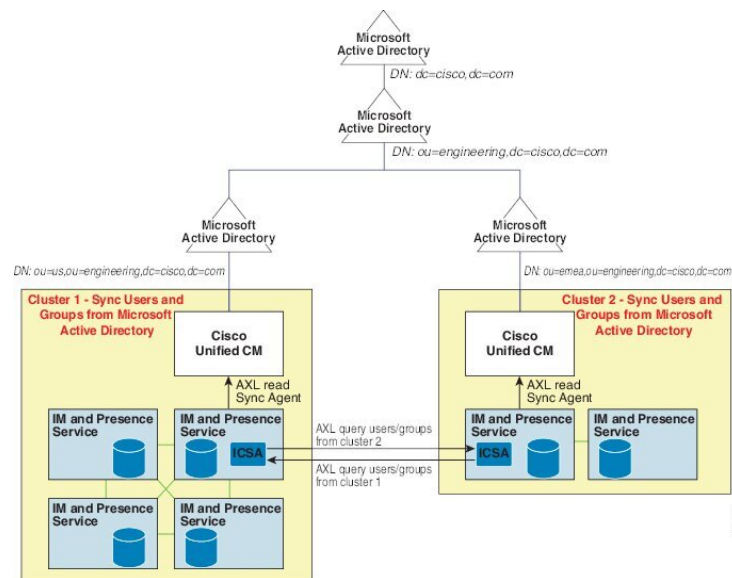 Microsoft
Active Directory
DN: dc=cisco,dc=com
Microsoft
Active Directory
DN: ou=engineering,dc=cisco,dc=com
Microsoft
Active Directory
DN: ou=us,ou=engineering,dc=cisco,dc=com
Microsoft
Active Directory
DN: ou=emea,ou=engineering,dc=cisco,dc=com
Cluster 1 - Sync Users and
Groups from Microsoft
Active Directory
Cisco
Unified CM
AXL read
Sync Agent
IM and Presence
Service
IM and Presence
Service
ICSA
IM and Presence
Service
IM and Presence
Service
AXL query users/groups
from cluster 2
AXL query users/groups
from cluster 1
Cluster 2 - Sync Users and
Groups from Microsoft
Active Directory
Cisco
Unified CM
AXL read
Sync Agent
IM and Presence
Service
ICSA
IM and Presence
Service